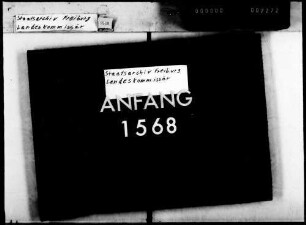 Staatsarchiv Freiburg
Landeskommissär
Staatsarchiv Freiburg
Landeskommissär
ANFANG
1568